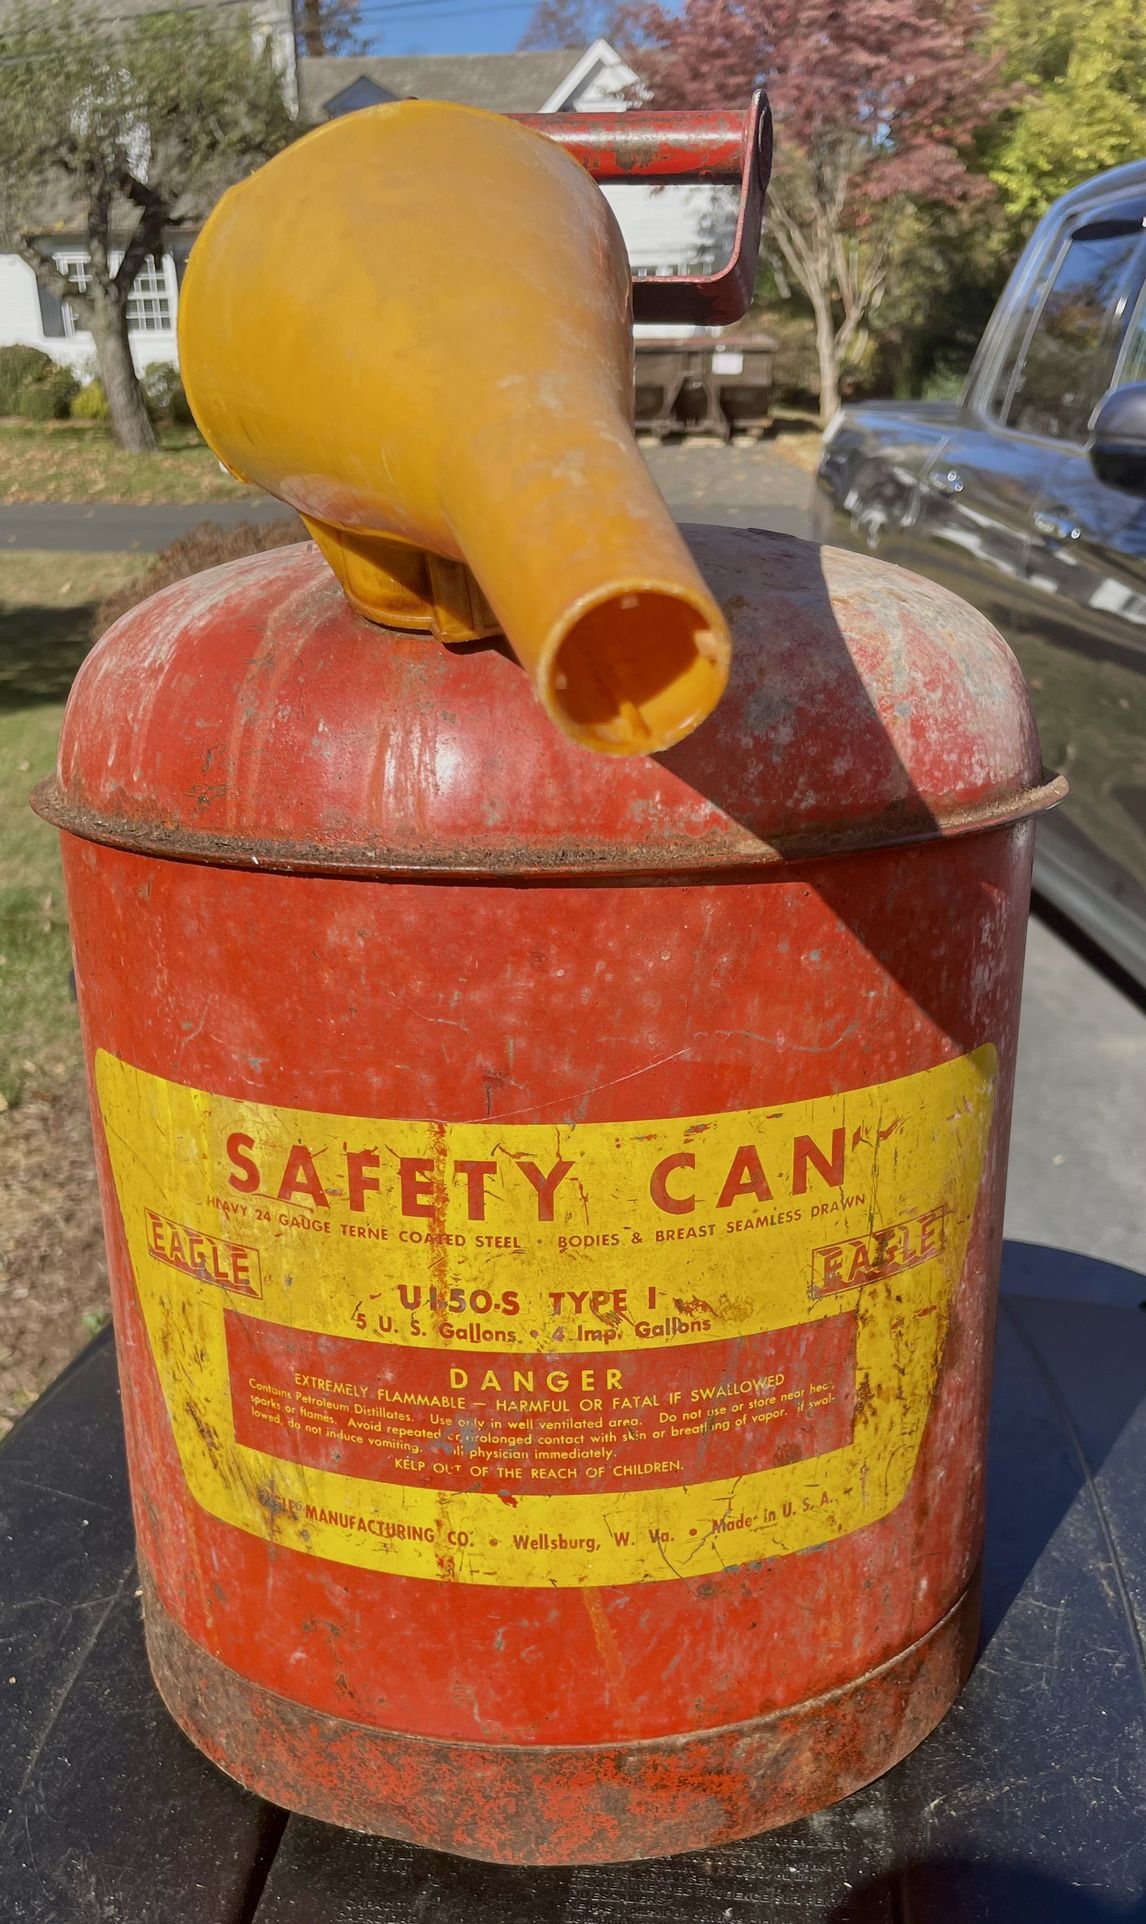 SAFETY CAN
HEAVY 24 GAUGE TERNE COATED STEEL • BODIES & BREAST SEAMLESS DRAWN
EAGLE
EAGLE
UI-50-S TYPE I
5 U. S. Gallons • 4 Imp. Gallons
DANGER
EXTREMELY FLAMMABLE — HARMFUL OR FATAL IF SWALLOWED
Contains Petroleum Distillates. Use only in well ventilated area. Do not use or store near heat,
sparks or flames. Avoid repeated or prolonged contact with skin or breathing of vapor. If swal-
lowed, do not induce vomiting. physician immediately.
KEEP OUT OF THE REACH OF CHILDREN.
EAGLE MANUFACTURING CO. • Wellsburg, W. Va. • Made in U. S. A.